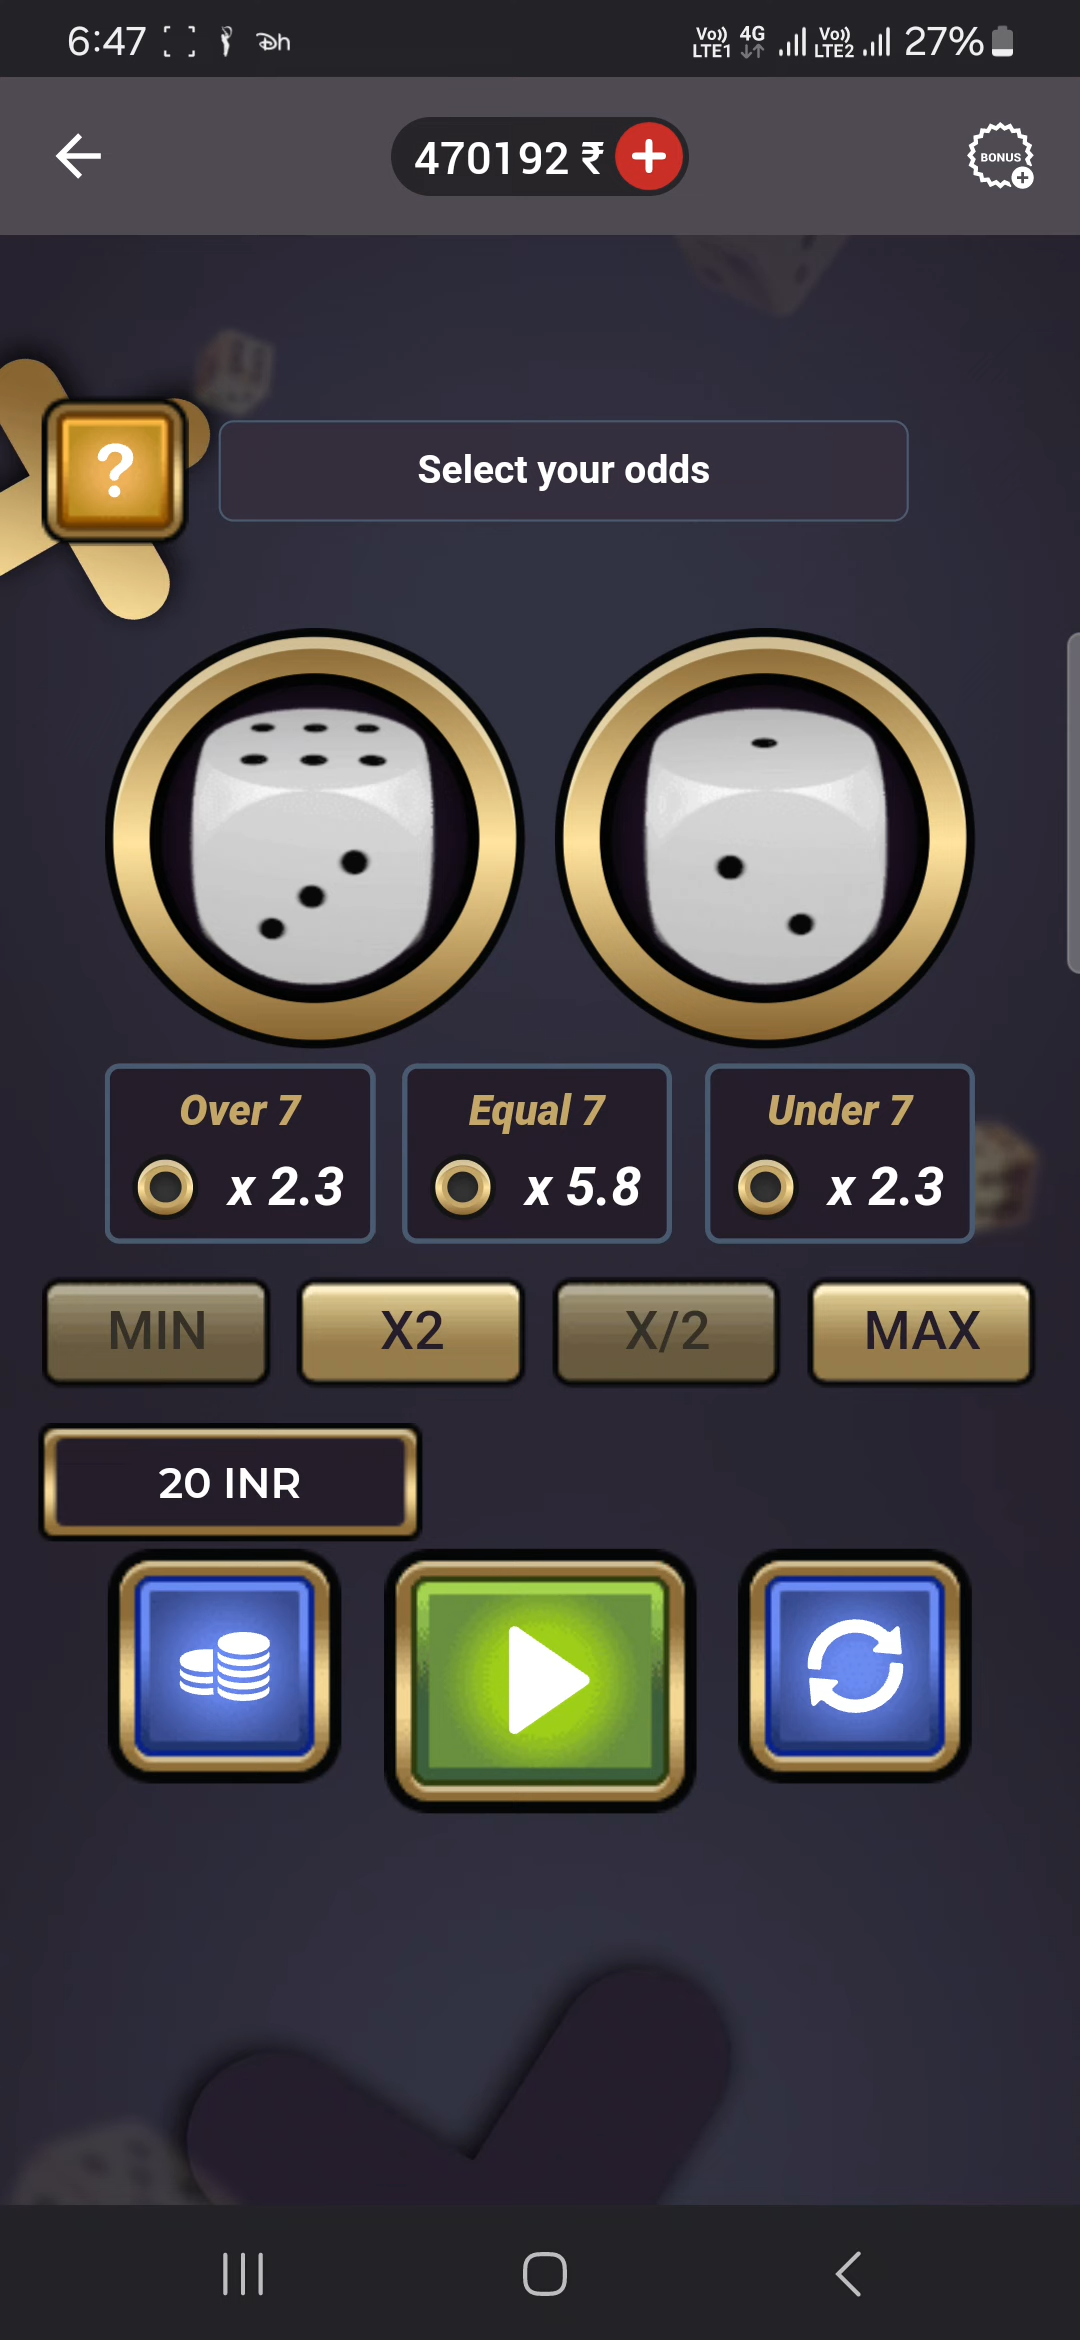 6:47 Dh Vo)) LTE1 4G Vo)) LTE2 27%
470192 ₹ +
BONUS
?
Select your odds
Over 7 Equal 7 Under 7
x 2.3 x 5.8 x 2.3
MIN X2 X/2 MAX
20 INR